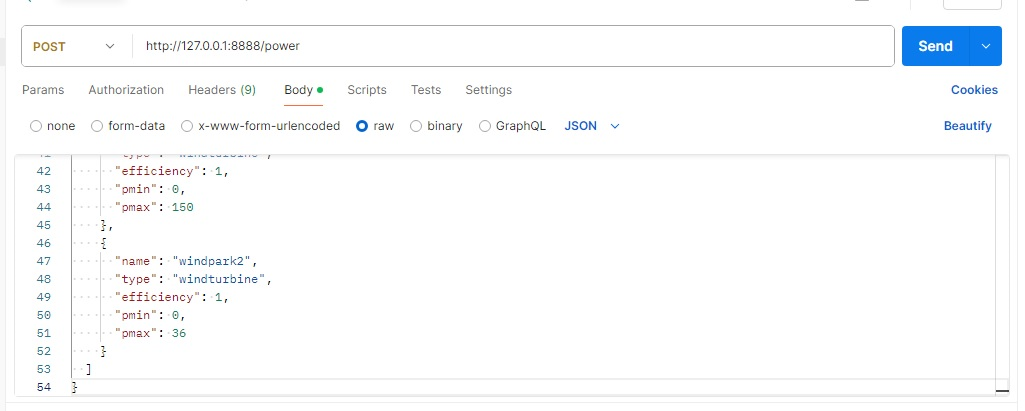 POST http://127.0.0.1:8888/power Send
Params Authorization Headers (9) Body Scripts Tests Settings Cookies
none form-data x-www-form-urlencoded raw binary GraphQL JSON Beautify
41 "type": "windturbine",
42 "efficiency": 1,
43 "pmin": 0,
44 "pmax": 150
45 },
46 {
47 "name": "windpark2",
48 "type": "windturbine",
49 "efficiency": 1,
50 "pmin": 0,
51 "pmax": 36
52 }
53 ]
54 }